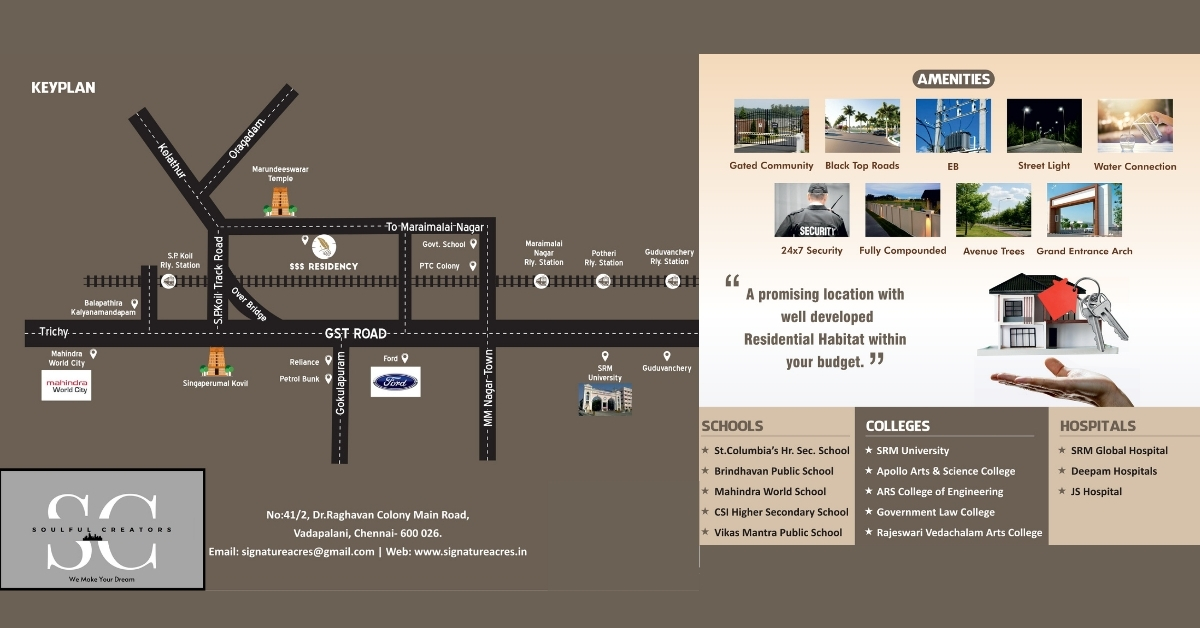 KEYPLAN
Kolathur
Oragadam
Marundeeswarar
Temple
To Maraimalai Nagar
S.P. Koil
Rly. Station
SSS RESIDENCY
Govt. School
PTC Colony
Maraimalai
Nagar
Rly. Station
Potheri
Rly. Station
Guduvanchery
Rly. Station
S.P.Koil Track Road
Over Bridge
Balapathira
Kalyanamandapam
Trichy
GST ROAD
Mahindra
World City
mahindra
World City
Singaperumal Kovil
Reliance
Petrol Bunk
Gokulapuram
Ford
Ford
MM Nagar Town
SRM
University
Guduvanchery
SC
SOULFUL CREATORS
We Make Your Dream
No:41/2, Dr.Raghavan Colony Main Road,
Vadapalani, Chennai- 600 026.
Email: signatureacres@gmail.com | Web: www.signatureacres.in
AMENITIES
Gated Community
Black Top Roads
EB
Street Light
Water Connection
SECURITY
24x7 Security
Fully Compounded
Avenue Trees
Grand Entrance Arch
“ A promising location with
well developed
Residential Habitat within
your budget. ”
SCHOOLS
★ St.Columbia's Hr. Sec. School
★ Brindhavan Public School
★ Mahindra World School
★ CSI Higher Secondary School
★ Vikas Mantra Public School
COLLEGES
★ SRM University
★ Apollo Arts & Science College
★ ARS College of Engineering
★ Government Law College
★ Rajeswari Vedachalam Arts College
HOSPITALS
★ SRM Global Hospital
★ Deepam Hospitals
★ JS Hospital